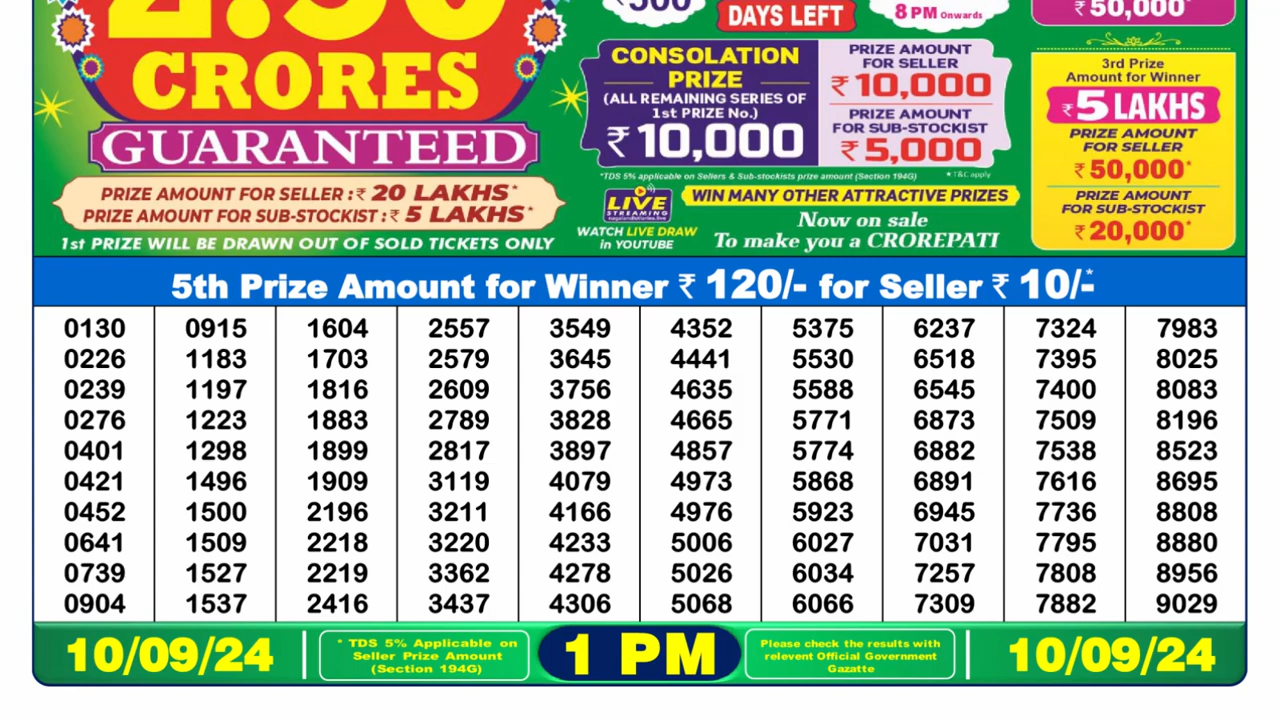 2.50
CRORES
GUARANTEED
PRIZE AMOUNT FOR SELLER :₹ 20 LAKHS*
PRIZE AMOUNT FOR SUB-STOCKIST :₹ 5 LAKHS*
1st PRIZE WILL BE DRAWN OUT OF SOLD TICKETS ONLY
₹500
DAYS LEFT
8 PM Onwards
CONSOLATION
PRIZE
(ALL REMAINING SERIES OF
1st PRIZE No.)
₹ 10,000
PRIZE AMOUNT
FOR SELLER
₹ 10,000
PRIZE AMOUNT
FOR SUB-STOCKIST
₹ 5,000
*TDS 5% applicable on Sellers & Sub-stockists prize amount (Section 194G)
*T&C apply
LIVE
STREAMING
nagalandlotteries.live
WATCH LIVE DRAW
in YOUTUBE
WIN MANY OTHER ATTRACTIVE PRIZES
Now on sale
To make you a CROREPATI
₹ 50,000*
3rd Prize
Amount for Winner
₹ 5 LAKHS
PRIZE AMOUNT
FOR SELLER
₹ 50,000*
PRIZE AMOUNT
FOR SUB-STOCKIST
₹ 20,000*
5th Prize Amount for Winner ₹ 120/- for Seller ₹ 10/-*
0130 0915 1604 2557 3549 4352 5375 6237 7324 7983
0226 1183 1703 2579 3645 4441 5530 6518 7395 8025
0239 1197 1816 2609 3756 4635 5588 6545 7400 8083
0276 1223 1883 2789 3828 4665 5771 6873 7509 8196
0401 1298 1899 2817 3897 4857 5774 6882 7538 8523
0421 1496 1909 3119 4079 4973 5868 6891 7616 8695
0452 1500 2196 3211 4166 4976 5923 6945 7736 8808
0641 1509 2218 3220 4233 5006 6027 7031 7795 8880
0739 1527 2219 3362 4278 5026 6034 7257 7808 8956
0904 1537 2416 3437 4306 5068 6066 7309 7882 9029
10/09/24
* TDS 5% Applicable on
Seller Prize Amount
(Section 194G)
1 PM
Please check the results with
relevent Official Government
Gazatte
10/09/24